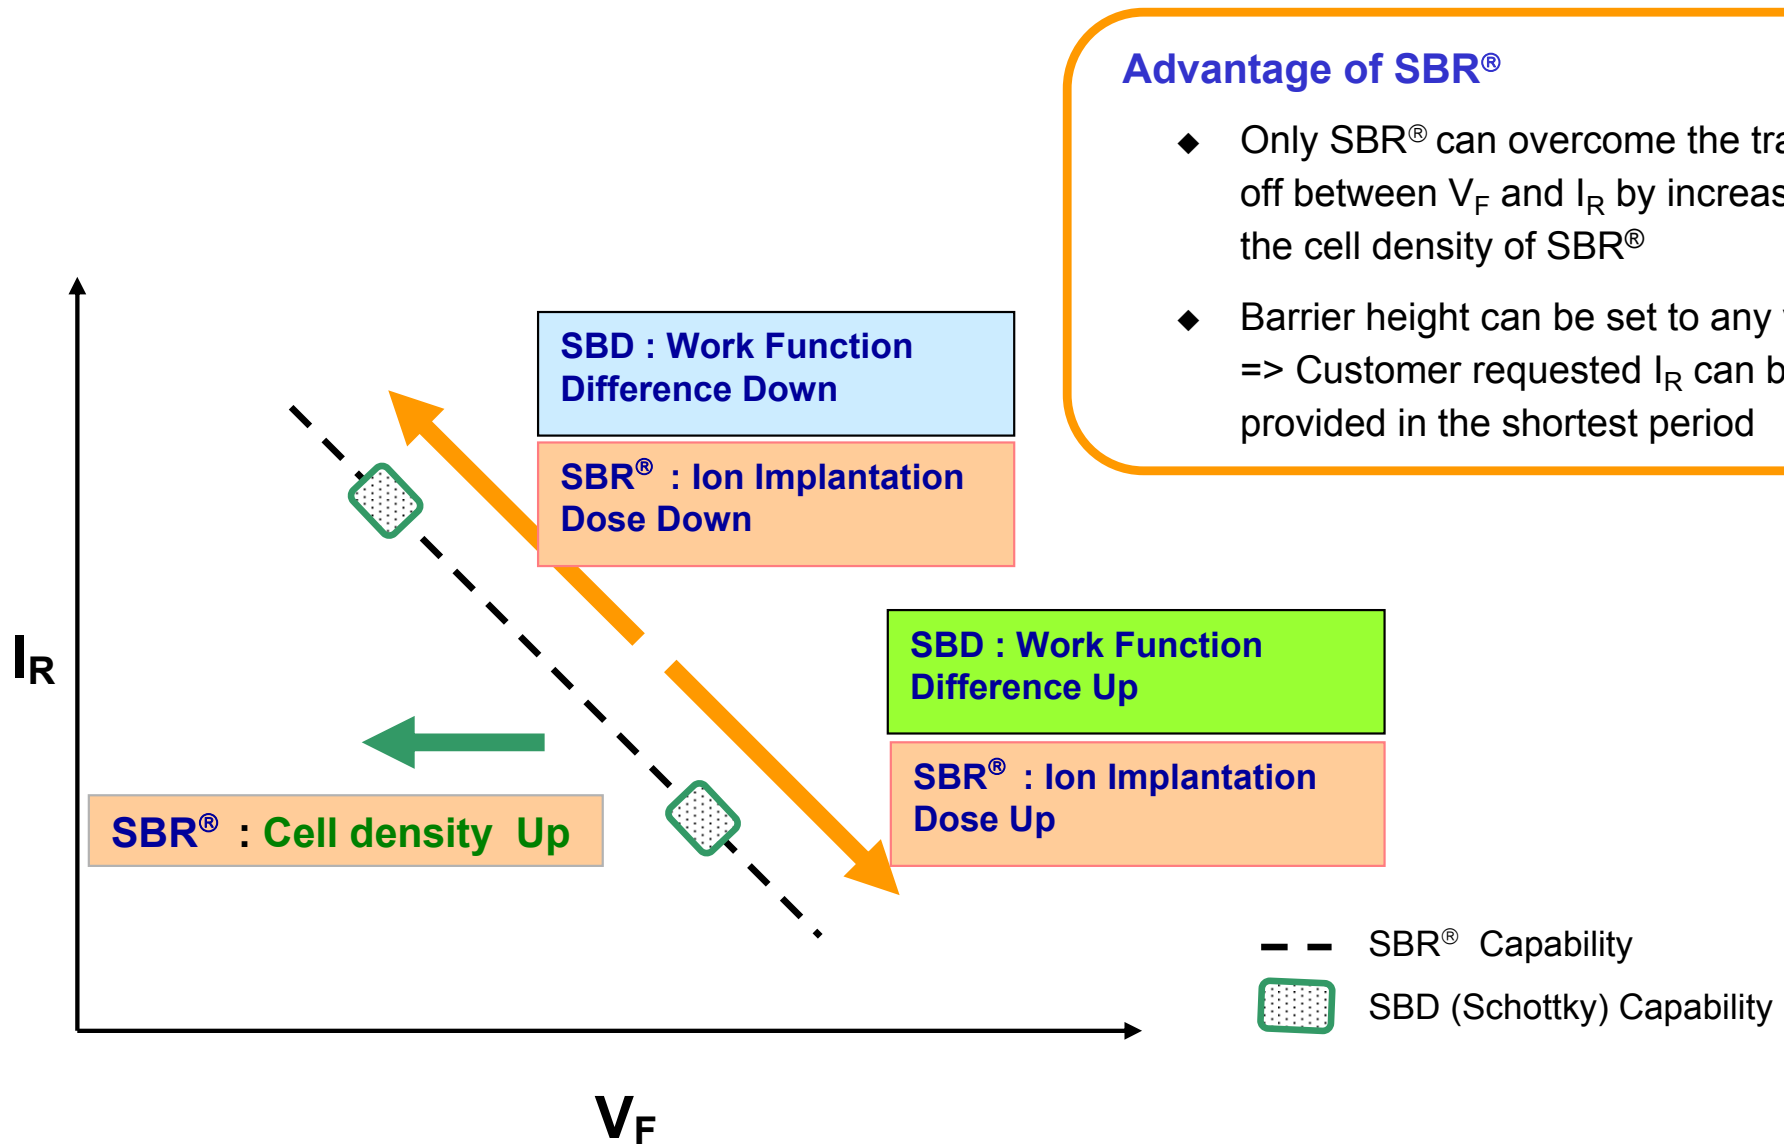 Advantage of SBR®
◆ Only SBR® can overcome the
off between VF and IR by
the cell density of SBR®
◆ Barrier height can be set to any
=> Customer requested IR can
provided in the shortest period
SBD : Work Function
Difference Down
SBR® : Ion Implantation
Dose Down
IR
SBD : Work Function
Difference Up
SBR® : Ion Implantation
Dose Up
SBR® : Cell density Up
SBR® Capability
SBD (Schottky) Capability
VF